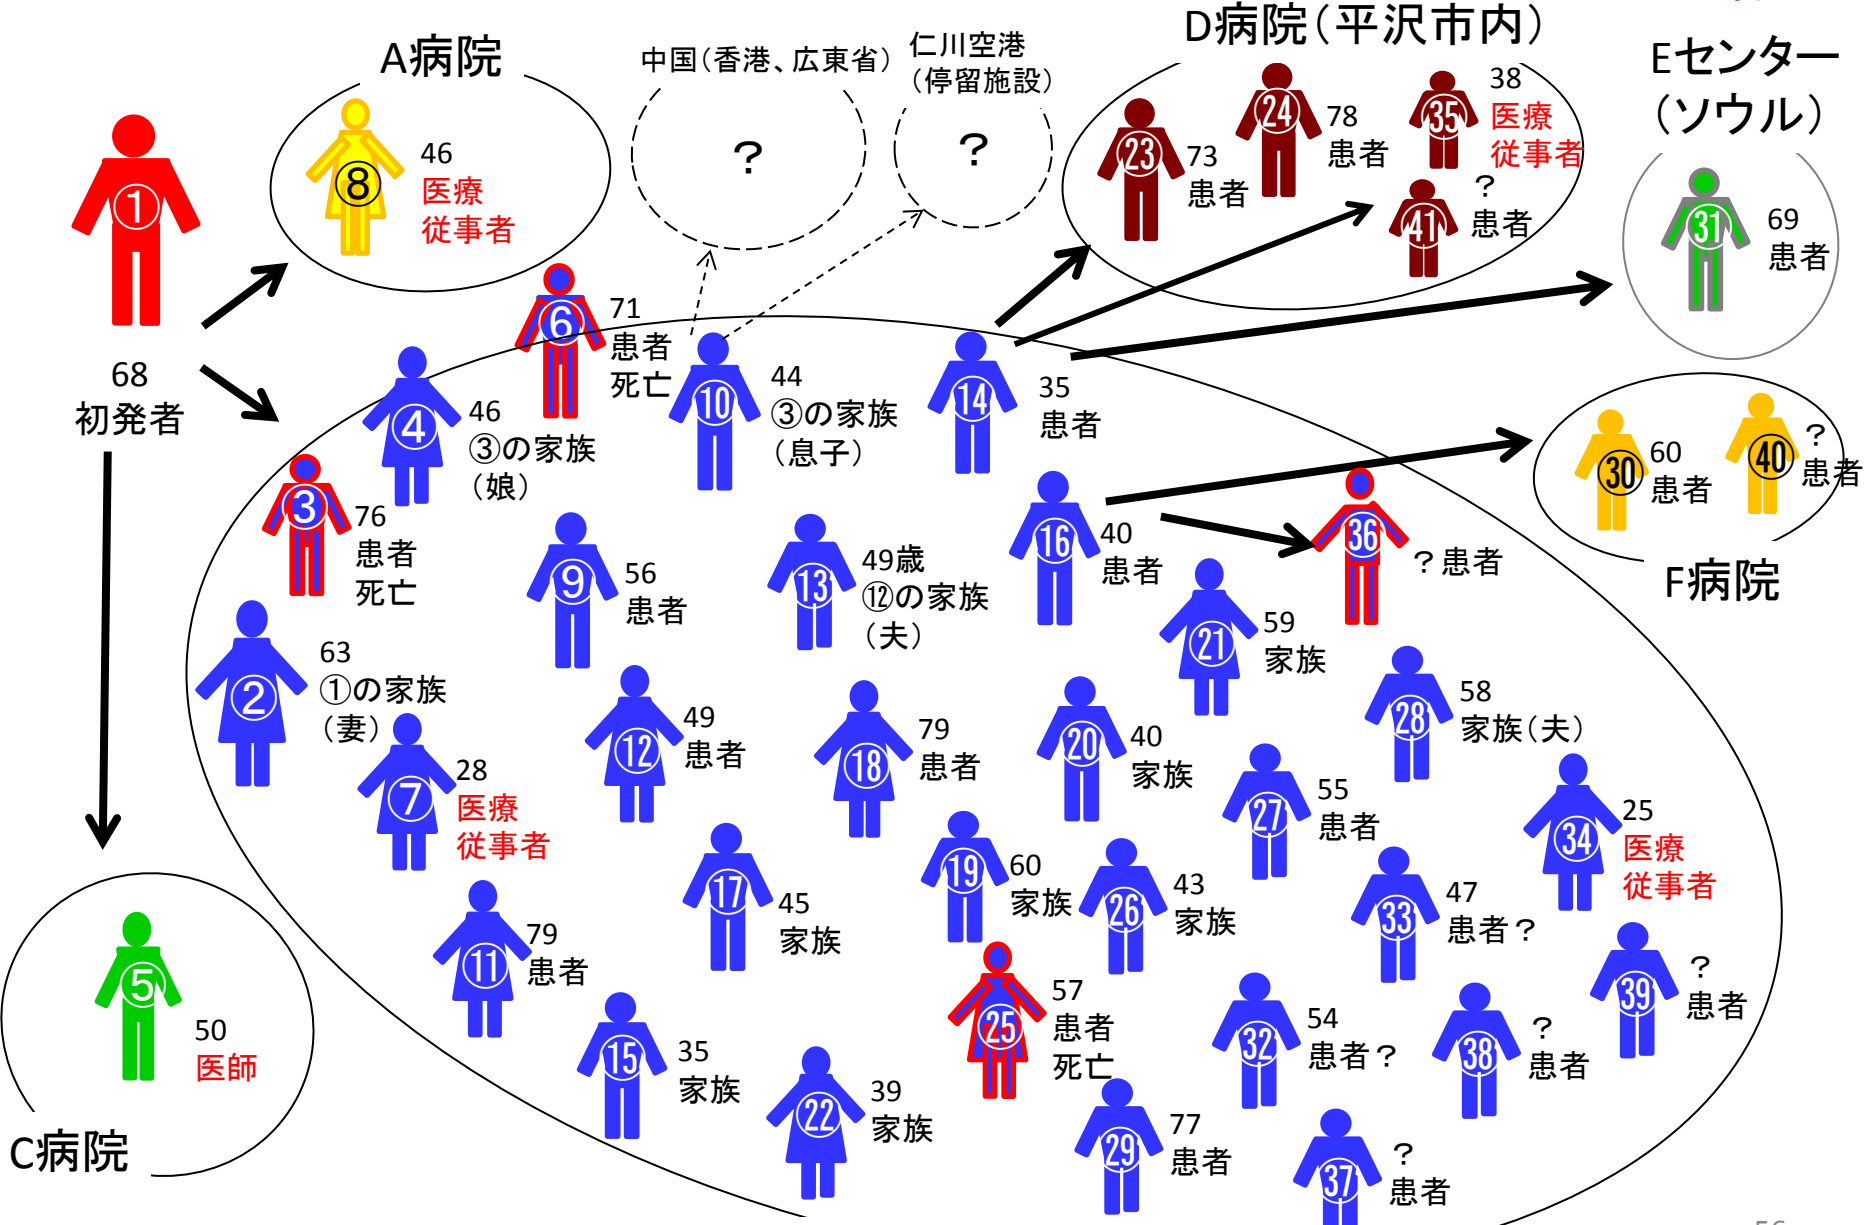 A病院
中国(香港、広東省)
?
仁川空港
(停留施設)
?
D病院(平沢市内)
Eセンター
(ソウル)
①
68
初発者
⑧
46
医療
従事者
㉓
73
患者
㉔
78
患者
㉟
38
医療
従事者
㊶
?
患者
㉛
69
患者
⑥
71
患者
死亡
④
46
③の家族
(娘)
⑩
44
③の家族
(息子)
⑭
35
患者
㉚
60
患者
㊵
?
患者
F病院
③
76
患者
死亡
⑨
56
患者
⑬
49歳
⑫の家族
(夫)
⑯
40
患者
㊱
?患者
②
63
①の家族
(妻)
㉑
59
家族
⑦
28
医療
従事者
⑫
49
患者
⑱
79
患者
⑳
40
家族
㉘
58
家族(夫)
㉗
55
患者
㉞
25
医療
従事者
⑪
79
患者
⑰
45
家族
⑲
60
家族
㉖
43
家族
㉝
47
患者?
⑤
50
医師
C病院
⑮
35
家族
㉒
39
家族
㉕
57
患者
死亡
㉜
54
患者?
㊳
?
患者
㊴
?
患者
㉙
77
患者
㊲
?
患者